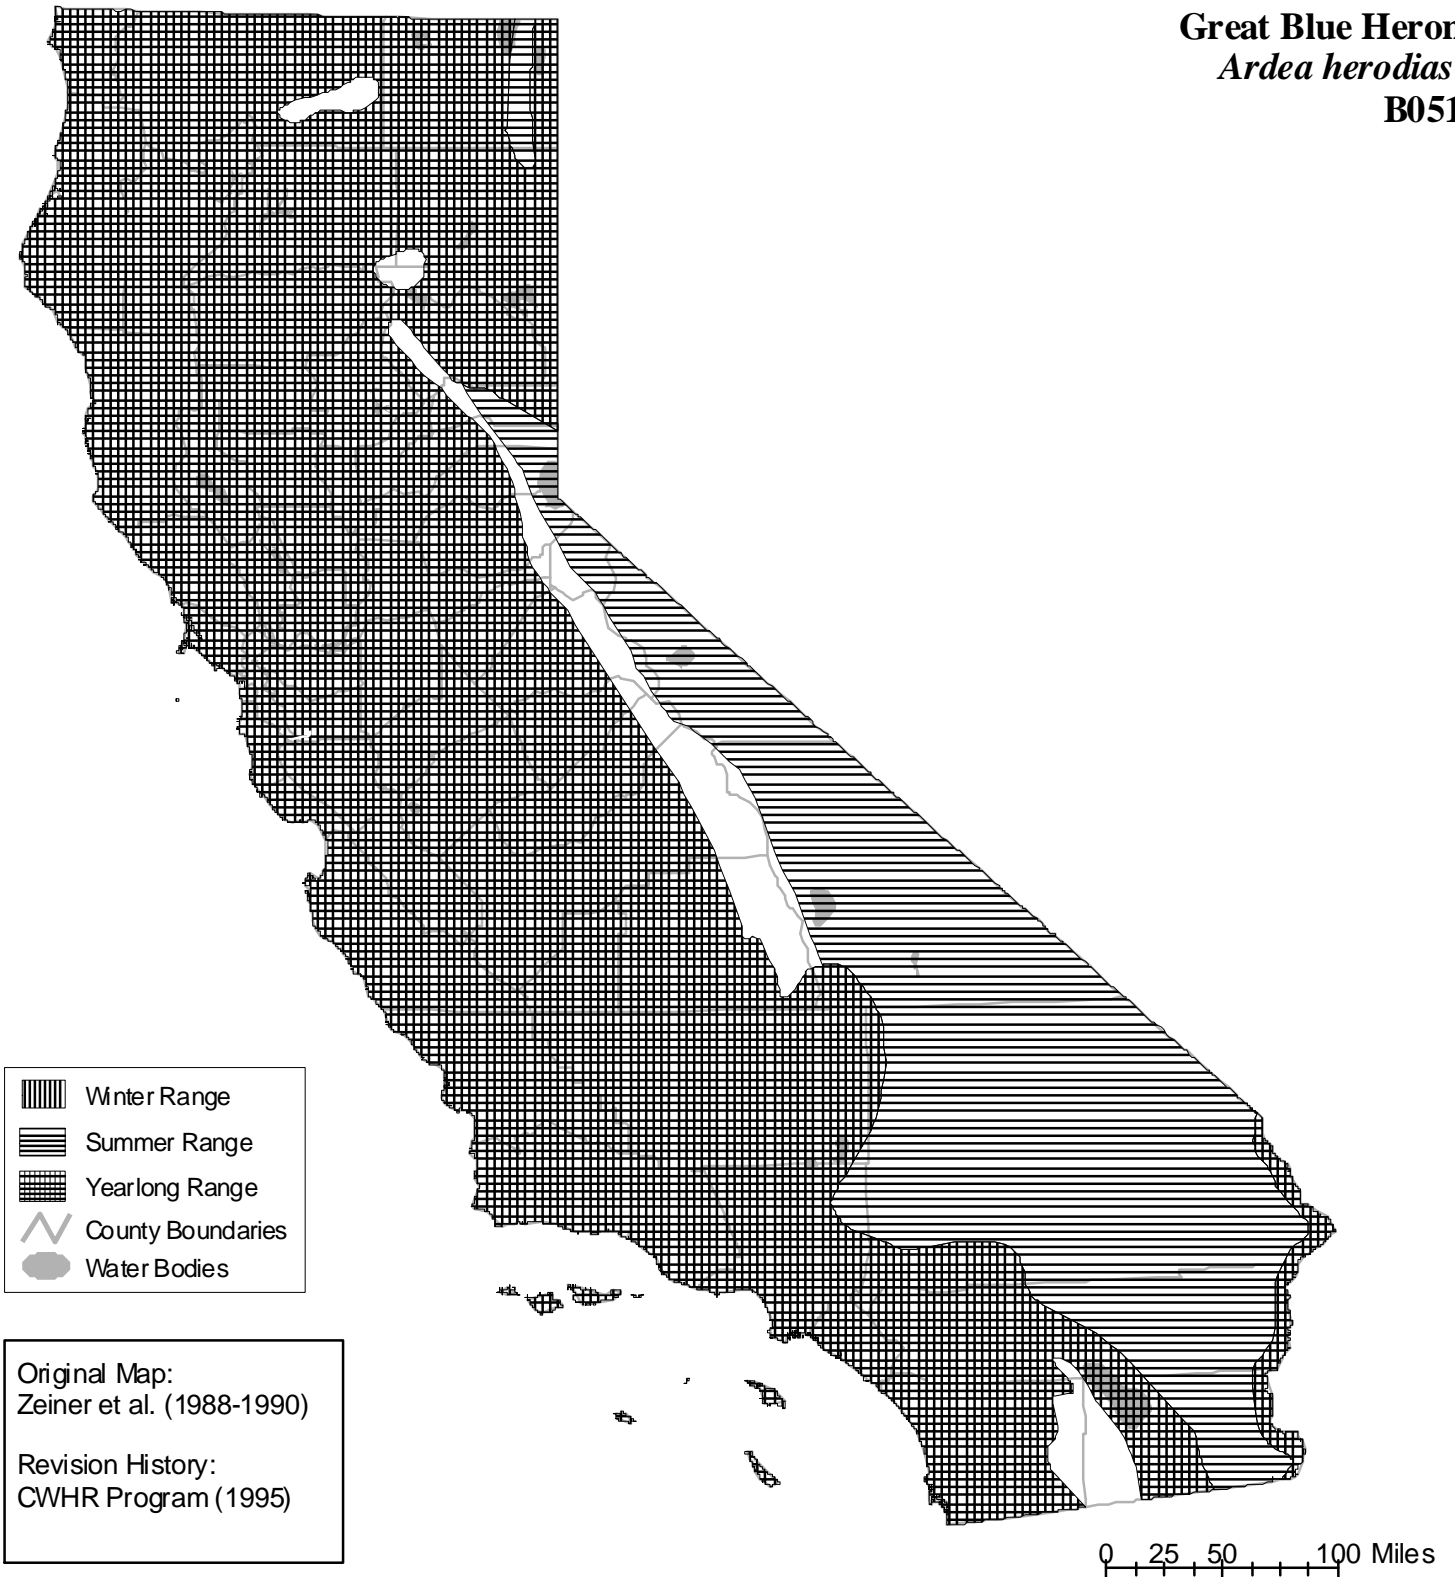 Great Blue Heron
Ardea herodias
B051
Winter Range
Summer Range
Yearlong Range
County Boundaries
Water Bodies
Original Map:
Zeiner et al. (1988-1990)
Revision History:
CWHR Program (1995)
0 25 50 100 Miles